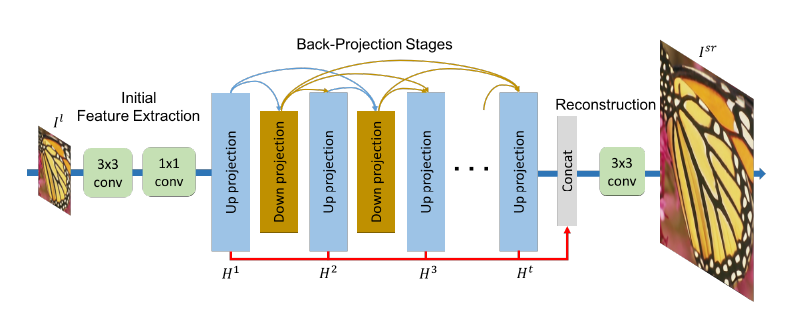 Back-Projection Stages
Initial
Feature Extraction
Reconstruction
I^l
I^{sr}
3x3
conv
1x1
conv
Up projection
Down projection
Up projection
Down projection
Up projection
. . .
Up projection
Concat
3x3
conv
H^1
H^2
H^3
H^t